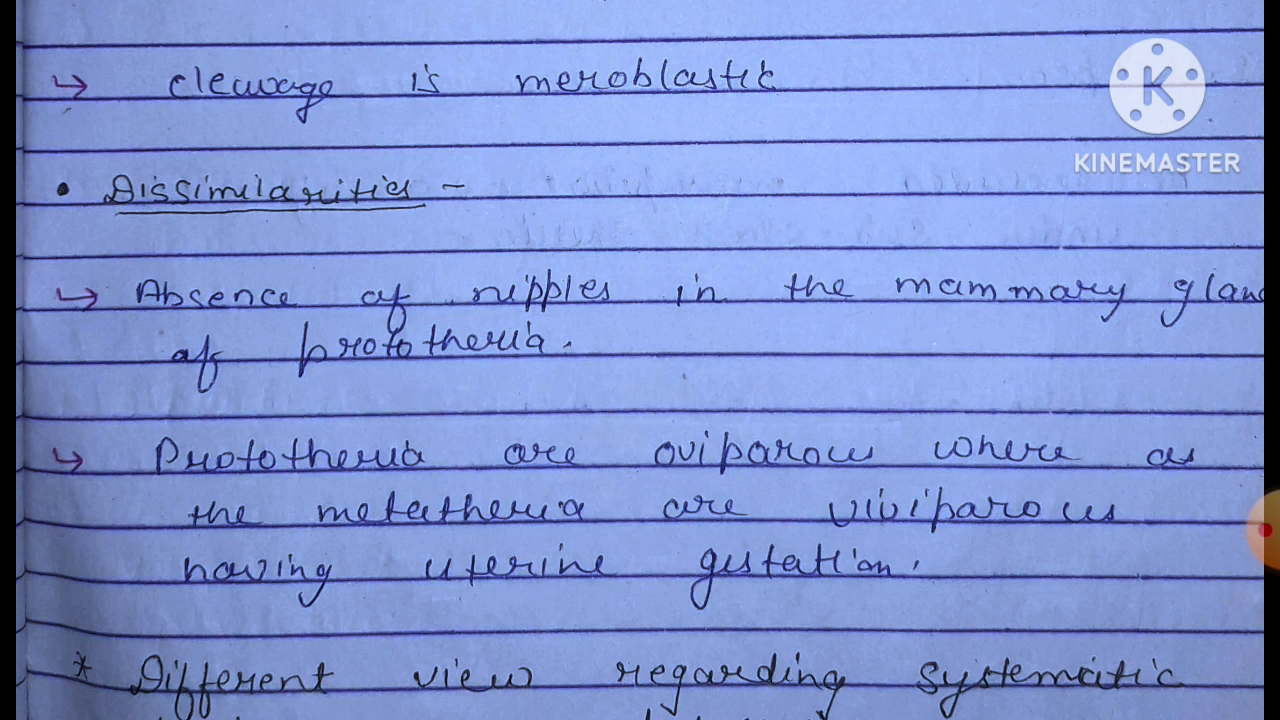 ↳ cleavage is meroblastic
K
KINEMASTER
• Dissimilarities -
↳ Absence of nipples in the mammary glan
of prototheria.
↳ Prototheria are oviparous where as
the metatheria are viviparous
having uterine gestation.
* Different view regarding systematic